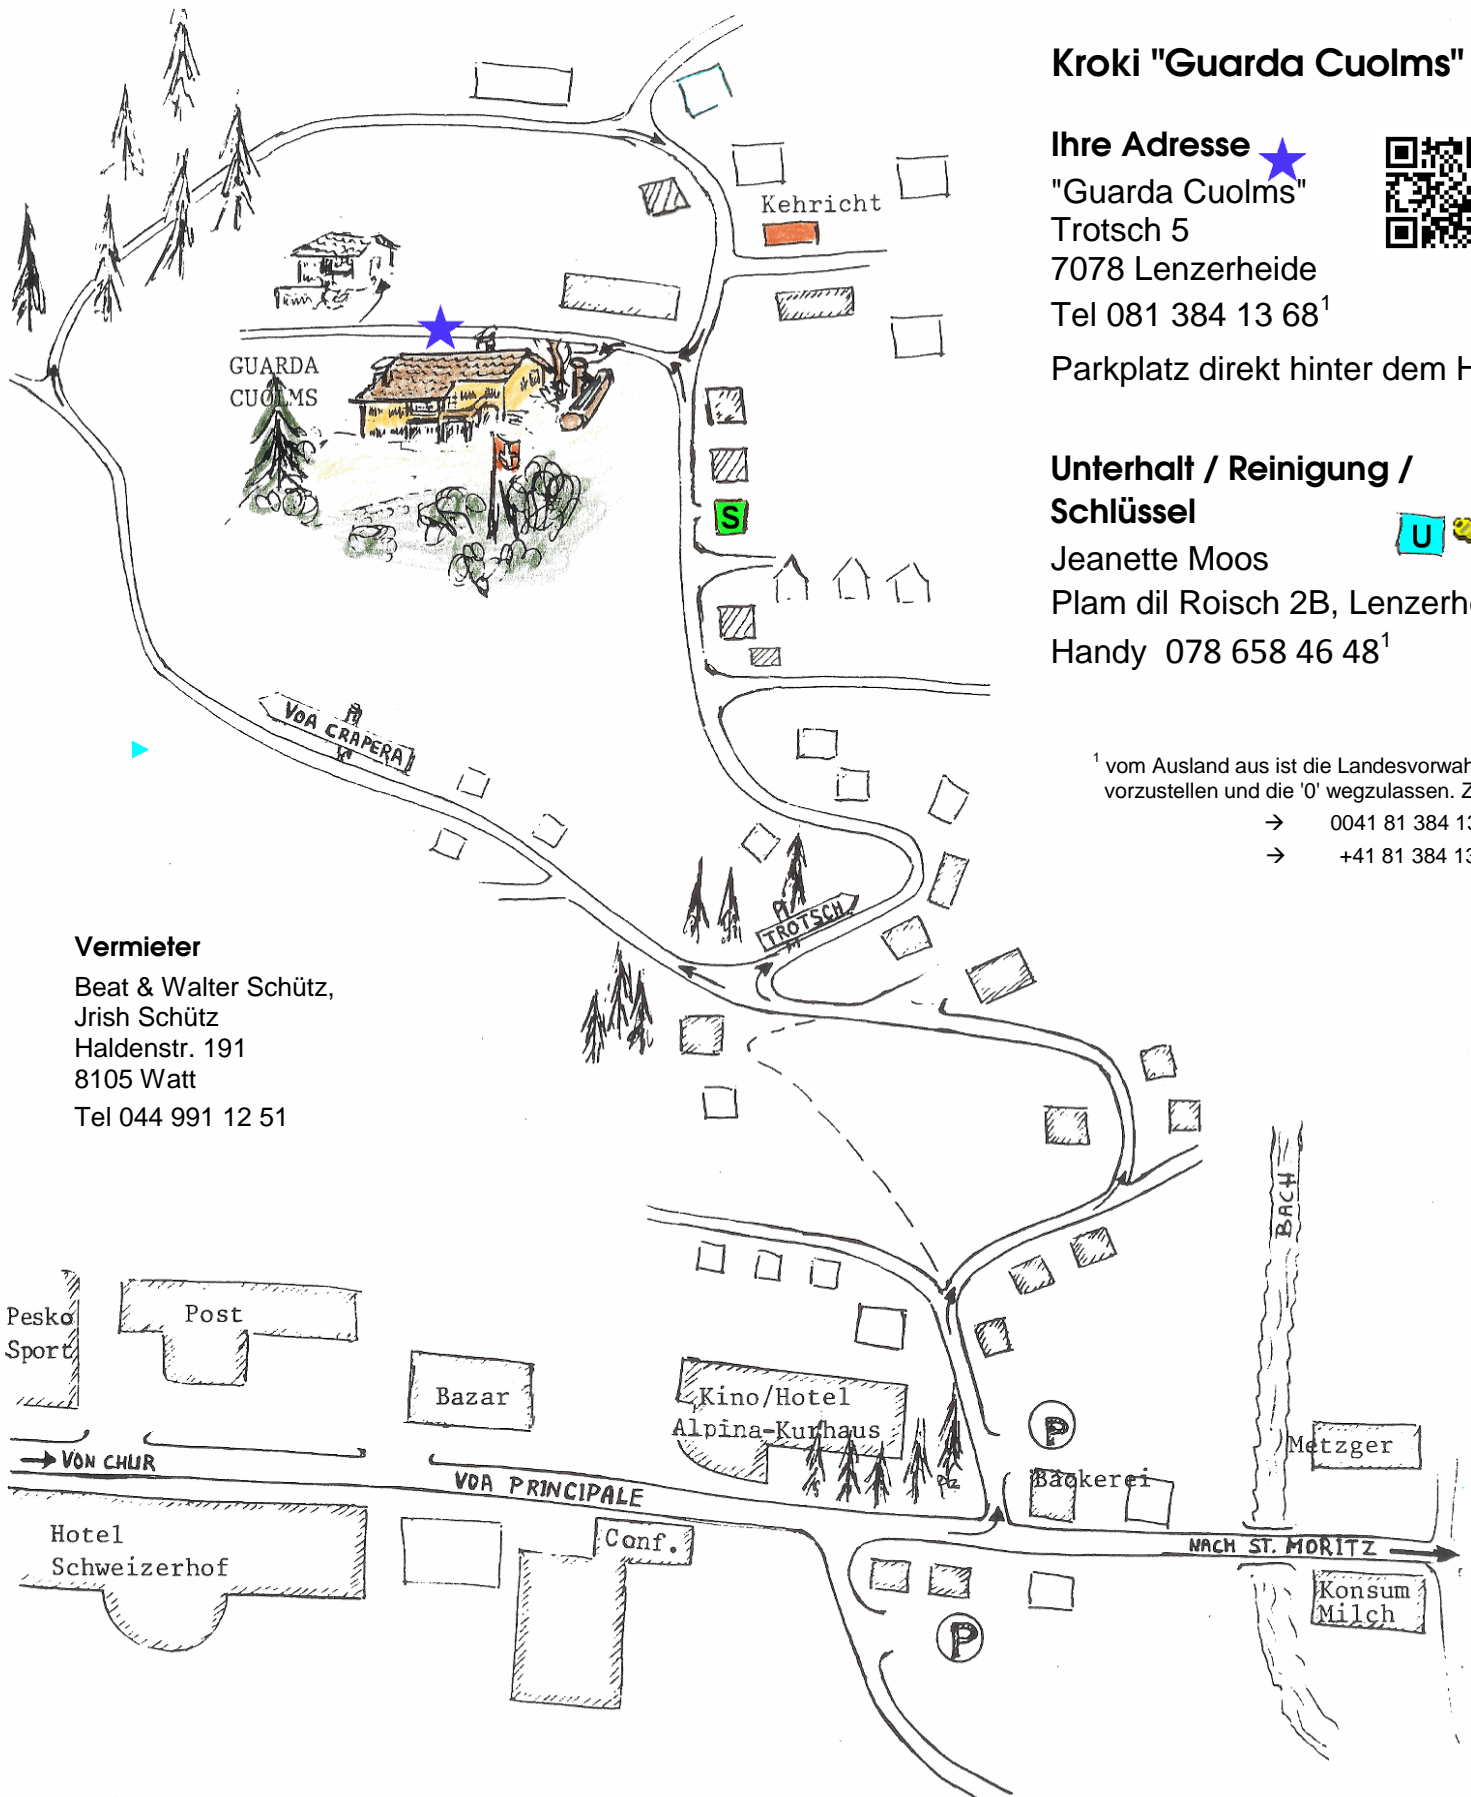 Kroki "Guarda Cuolms"
Ihre Adresse
"Guarda Cuolms"
Trotsch 5
7078 Lenzerheide
Tel 081 384 13 68¹
Parkplatz direkt hinter dem H
Unterhalt / Reinigung /
Schlüssel
U
Jeanette Moos
Plam dil Roisch 2B, Lenzerh
Handy 078 658 46 48¹
¹ vom Ausland aus ist die Landesvorwah
vorzustellen und die '0' wegzulassen. Z
→ 0041 81 384 13
→ +41 81 384 13
Kehricht
GUARDA
CUOLMS
S
VOA CRAPERA
TROTSCH
Vermieter
Beat & Walter Schütz,
Jrish Schütz
Haldenstr. 191
8105 Watt
Tel 044 991 12 51
BACH
Pesko
Sport
Post
Bazar
Kino/Hotel
Alpina-Kurhaus
P
Metzger
Bäckerei
→ VON CHUR
VOA PRINCIPALE
Hotel
Schweizerhof
Conf.
NACH ST. MORITZ
Konsum
Milch
P